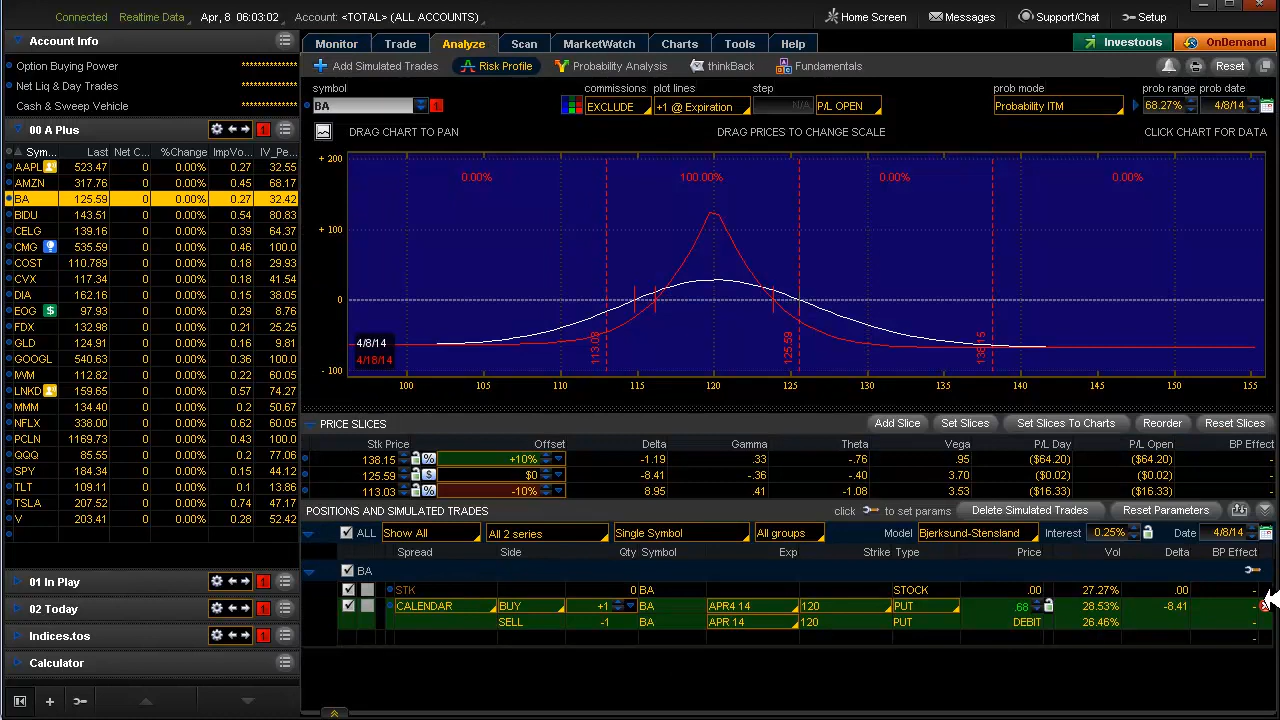 Connected Realtime Data Apr, 8 06:03:02 Account: <TOTAL> (ALL ACCOUNTS) Home Screen Messages Support/Chat Setup
Account Info
Option Buying Power **************
Net Liq & Day Trades **************
Cash & Sweep Vehicle **************
00 A Plus 1
Sym... Last Net C... %Change ImpVo... IV_Pe...
AAPL 523.47 0 0.00% 0.27 32.55
AMZN 317.76 0 0.00% 0.45 68.17
BA 125.59 0 0.00% 0.27 32.42
BIDU 143.51 0 0.00% 0.54 80.83
CELG 139.16 0 0.00% 0.39 64.37
CMG 535.59 0 0.00% 0.46 100.0
COST 110.789 0 0.00% 0.18 29.93
CVX 117.34 0 0.00% 0.18 41.54
DIA 162.16 0 0.00% 0.15 38.05
EOG $ 97.93 0 0.00% 0.29 8.76
FDX 132.98 0 0.00% 0.21 25.25
GLD 124.91 0 0.00% 0.16 9.81
GOOGL 540.63 0 0.00% 0.36 100.0
IWM 112.82 0 0.00% 0.22 60.05
LNKD 159.65 0 0.00% 0.57 74.27
MMM 134.40 0 0.00% 0.2 50.67
NFLX 338.00 0 0.00% 0.62 60.05
PCLN 1169.73 0 0.00% 0.43 100.0
QQQ 85.55 0 0.00% 0.2 77.06
SPY 184.34 0 0.00% 0.15 44.12
TLT 109.11 0 0.00% 0.1 13.86
TSLA 207.52 0 0.00% 0.74 47.17
V 203.41 0 0.00% 0.28 52.42
01 In Play 1
02 Today 1
Indices.tos 1
Calculator
Monitor Trade Analyze Scan MarketWatch Charts Tools Help Investools OnDemand
Add Simulated Trades Risk Profile Probability Analysis thinkBack Fundamentals Reset
symbol commissions plot lines step prob mode prob range prob date
BA 1 EXCLUDE +1 @ Expiration N/A P/L OPEN Probability ITM 68.27% 4/8/14
DRAG CHART TO PAN DRAG PRICES TO CHANGE SCALE CLICK CHART FOR DATA
+ 200
0.00% 100.00% 0.00% 0.00%
+ 100
0
113.03 125.59 138.15
4/8/14
4/18/14
- 100
100 105 110 115 120 125 130 135 140 145 150 155
PRICE SLICES Add Slice Set Slices Set Slices To Charts Reorder Reset Slices
Stk Price Offset Delta Gamma Theta Vega P/L Day P/L Open BP Effect
138.15 % +10% -1.19 .33 -.76 .95 ($64.20) ($64.20) --
125.59 $ $0 -8.41 -.36 -.40 3.70 ($0.02) ($0.02) --
113.03 % -10% 8.95 .41 -1.08 3.53 ($16.33) ($16.33) --
POSITIONS AND SIMULATED TRADES click to set params Delete Simulated Trades Reset Parameters
ALL Show All All 2 series Single Symbol All groups Model Bjerksund-Stensland Interest 0.25% Date 4/8/14
Spread Side Qty Symbol Exp Strike Type Price Vol Delta BP Effect
BA
STK 0 BA STOCK .00 27.27% .00 -
CALENDAR BUY +1 BA APR4 14 120 PUT .68 28.53% -8.41 -
SELL -1 BA APR 14 120 PUT DEBIT 26.46% -
-